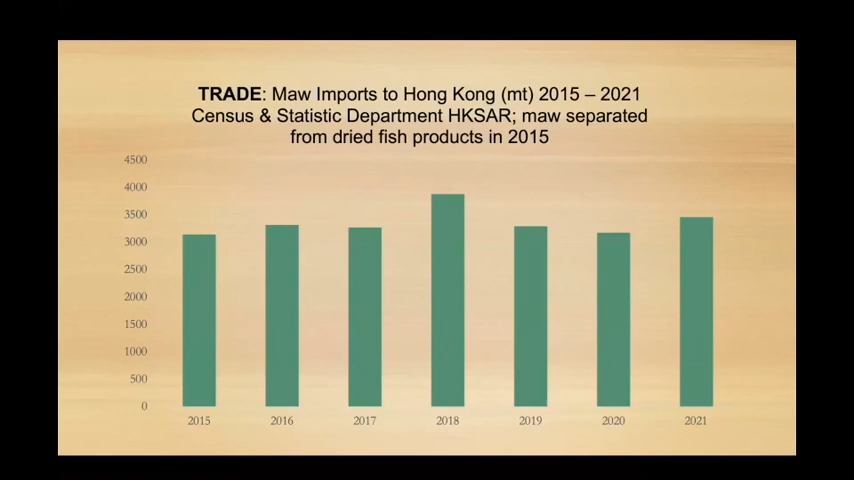 TRADE: Maw Imports to Hong Kong (mt) 2015 – 2021
Census & Statistic Department HKSAR; maw separated
from dried fish products in 2015
4500
4000
3500
3000
2500
2000
1500
1000
500
0
2015 2016 2017 2018 2019 2020 2021